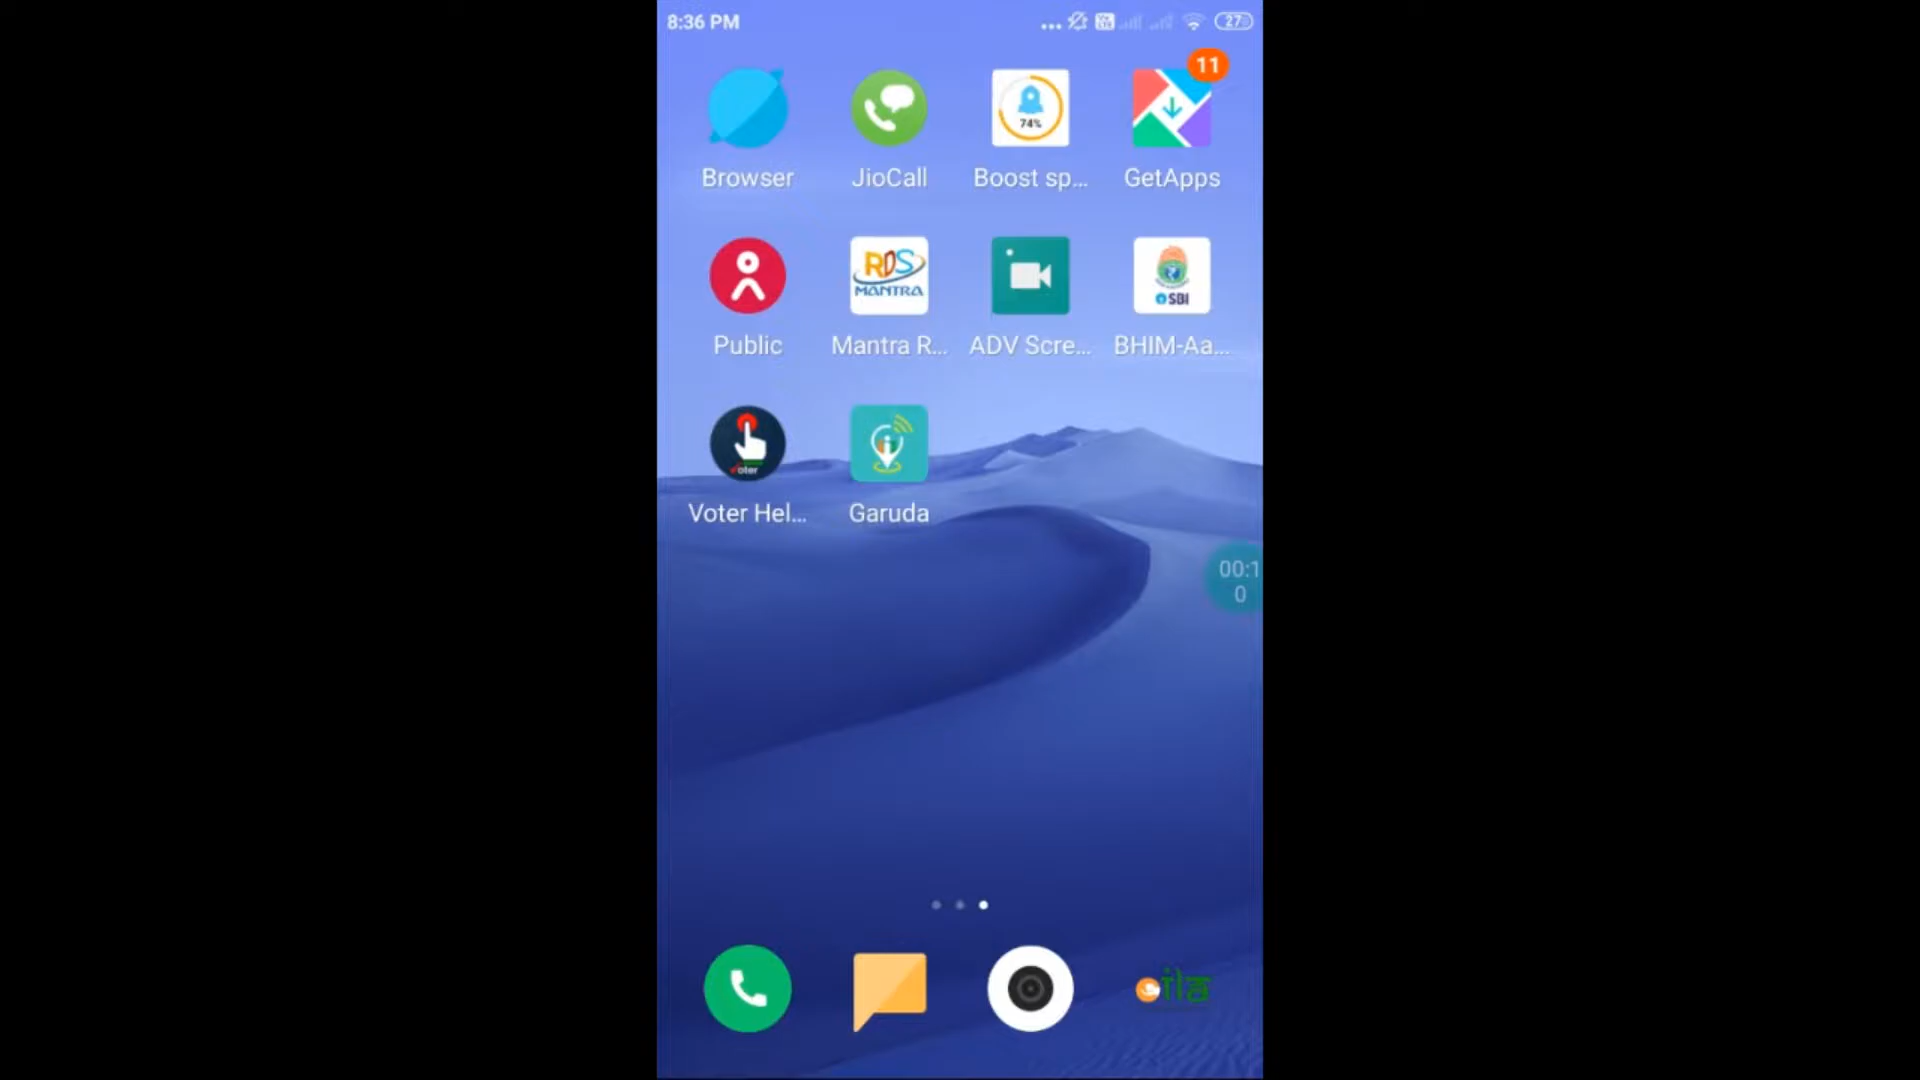 8:36 PM
27
11
74%
Browser
JioCall
Boost sp...
GetApps
RDS
MANTRA
SBI
Public
Mantra R...
ADV Scre...
BHIM-Aa...
oter
Voter Hel...
Garuda
00:1
0